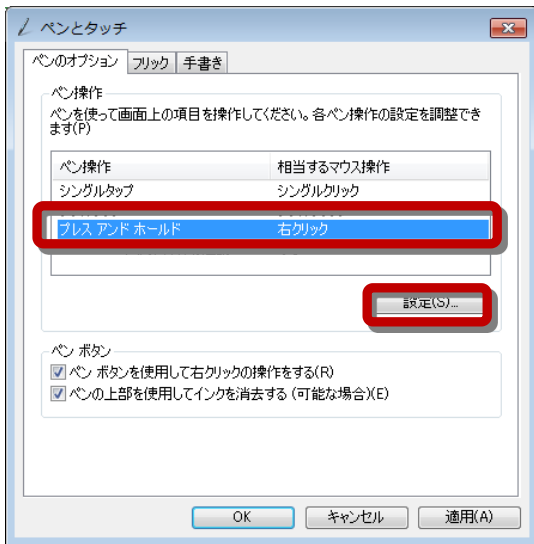 ペンとタッチ
ペンのオプション フリック 手書き
ペン操作
ペンを使って画面上の項目を操作してください。各ペン操作の設定を調整でき
ます(P)
ペン操作 相当するマウス操作
シングルタップ シングルクリック
プレス アンド ホールド 右クリック
設定(S)...
ペン ボタン
ペン ボタンを使用して右クリックの操作をする(R)
ペンの上部を使用してインクを消去する (可能な場合)(E)
OK キャンセル 適用(A)